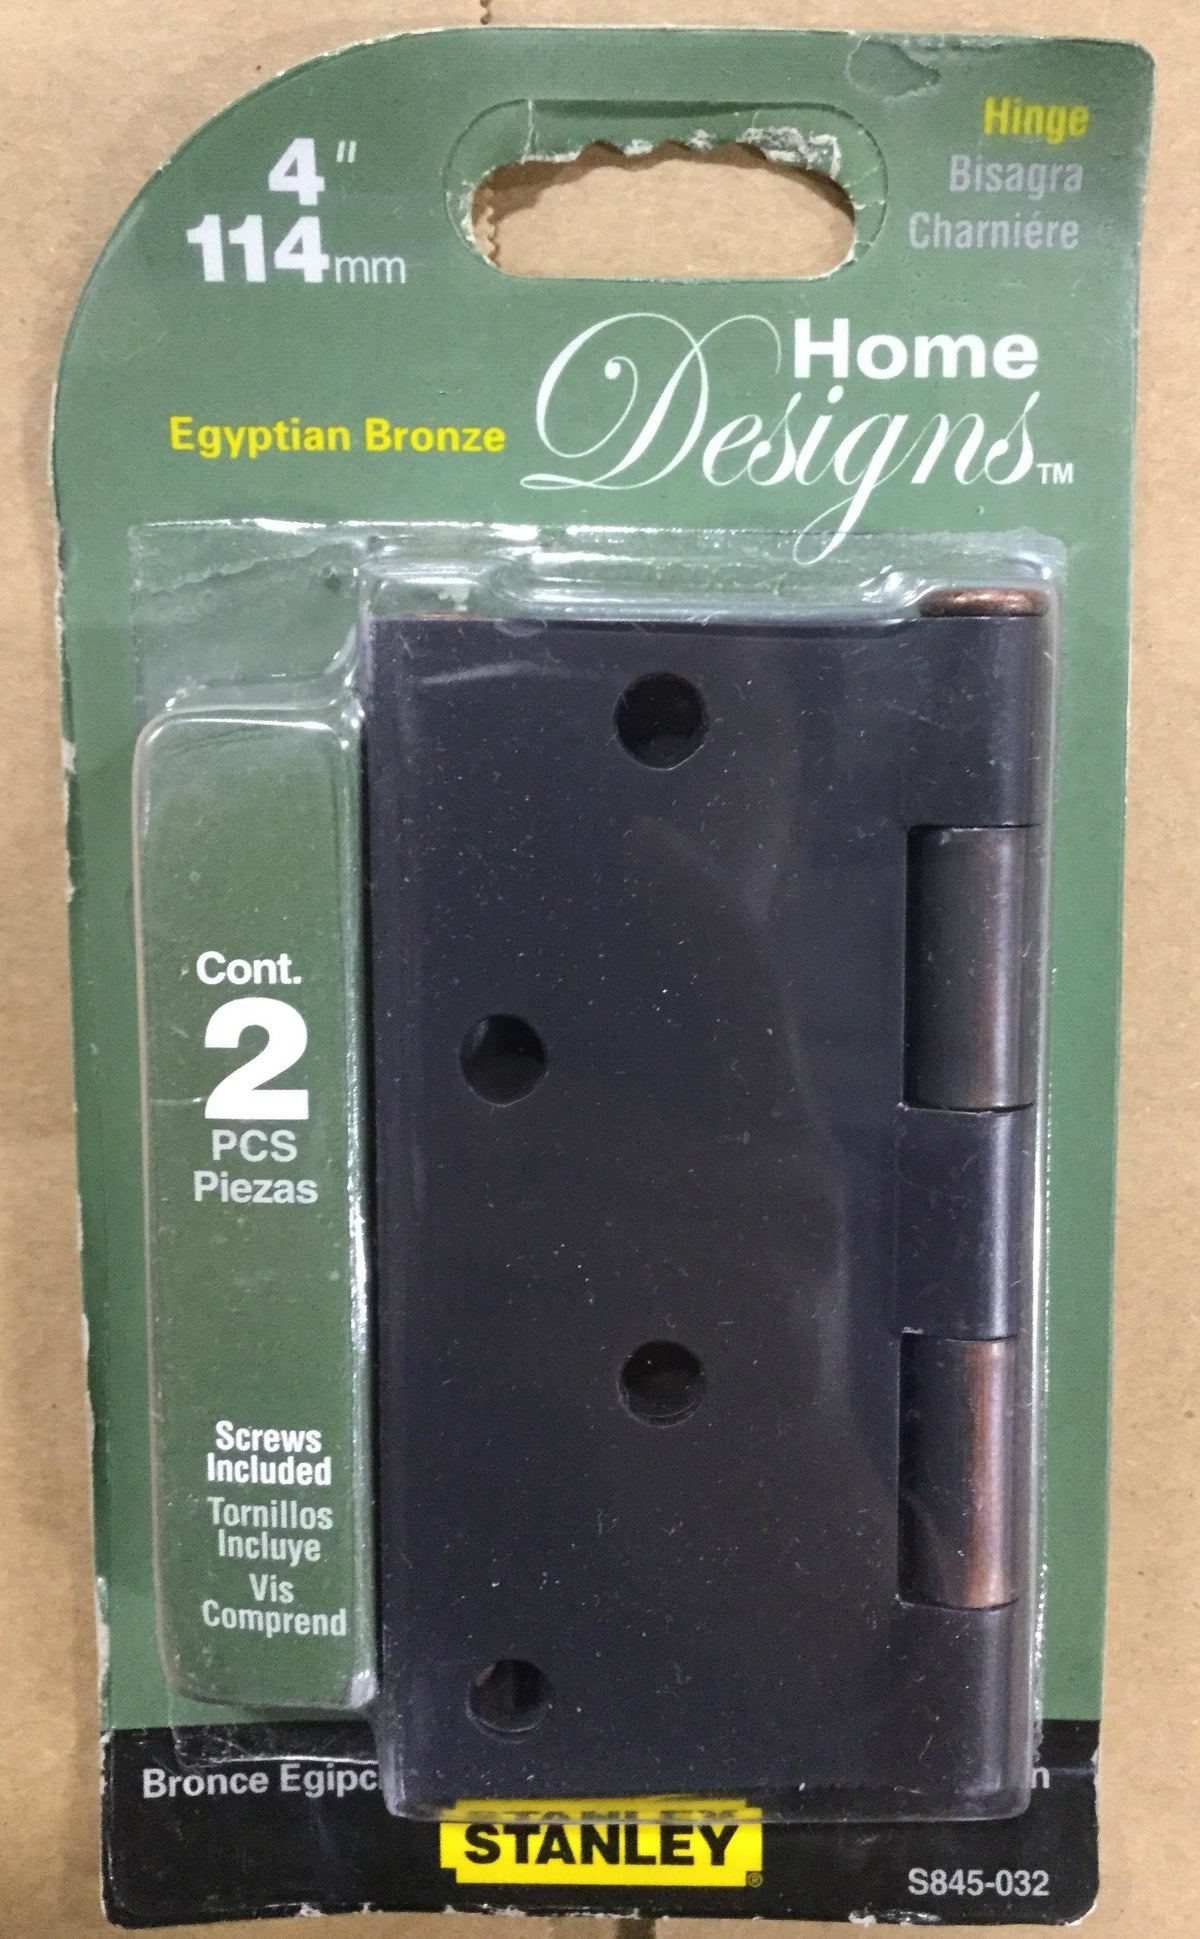 4"
114mm
Hinge
Bisagra
Charniére
Home
Designs™
Egyptian Bronze
Cont.
2
PCS
Piezas
Screws
Included
Tornillos
Incluye
Vis
Comprend
Bronce
STANLEY®
S845-032